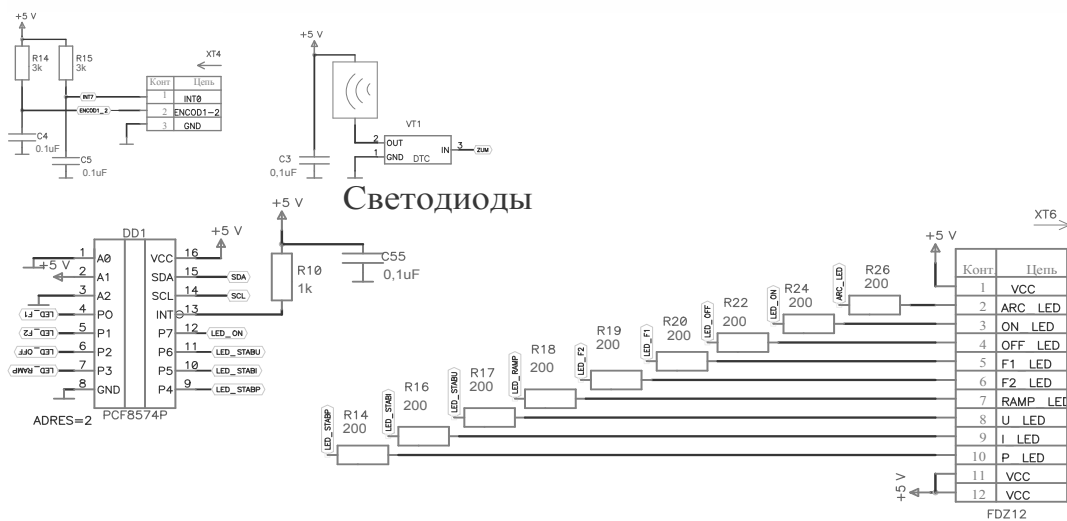 +5 V
R14
3k
R15
3k
XT4
Конт
Цепь
1
INT0
2
ENCOD1-2
3
GND
INT7
ENCOD1_2
C4
0.1uF
C5
0.1uF
+5 V
C3
0,1uF
VT1
2
OUT
1
GND
IN
3
DTC
ZUM
Светодиоды
DD1
+5 V
+5 V
1
A0
2
A1
3
A2
4
PO
5
P1
6
P2
7
P3
8
GND
VCC
16
SDA
15
SCL
14
INT
13
P7
12
P6
11
P5
10
P4
9
LED_F1
LED_F2
LED_OFF
LED_RAMP
SDA
SCL
LED_ON
LED_STABU
LED_STABI
LED_STABP
PCF8574P
ADRES=2
+5 V
R10
1k
C55
0,1uF
LED_STABP
R14
200
LED_STABI
R16
200
LED_STABU
R17
200
LED_RAMP
R18
200
LED_F2
R19
200
LED_F1
R20
200
LED_OFF
R22
200
LED_ON
R24
200
ARC_LED
R26
200
XT6
+5 V
Конт
Цепь
1
VCC
2
ARC LED
3
ON LED
4
OFF LED
5
F1 LED
6
F2 LED
7
RAMP LED
8
U LED
9
I LED
10
P LED
11
VCC
12
VCC
+5 V
FDZ12